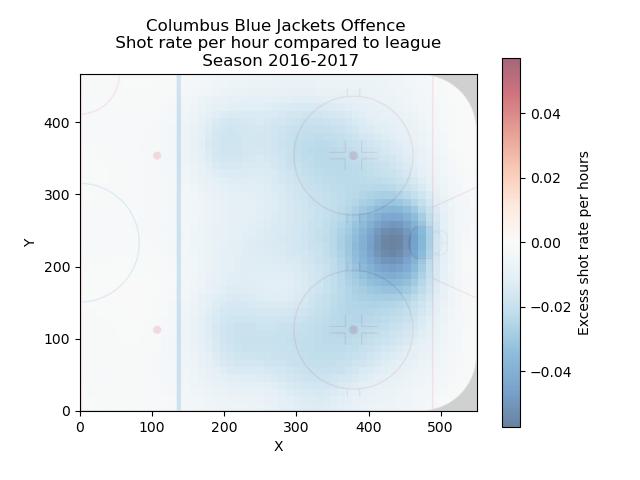 Columbus Blue Jackets Offence
Shot rate per hour compared to league
Season 2016-2017
400
300
200
100
0
Y
0 100 200 300 400 500
X
0.04
0.02
0.00
−0.02
−0.04
Excess shot rate per hours